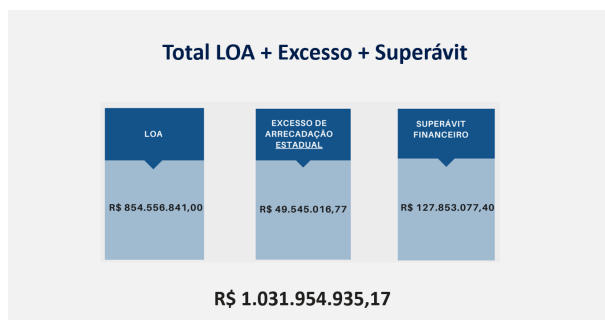 Total LOA + Excesso + Superávit
LOA
EXCESSO DE
ARRECADAÇÃO
ESTADUAL
SUPERÁVIT
FINANCEIRO
R$ 854.556.841,00
R$ 49.545.016,77
R$ 127.853.077,40
R$ 1.031.954.935,17